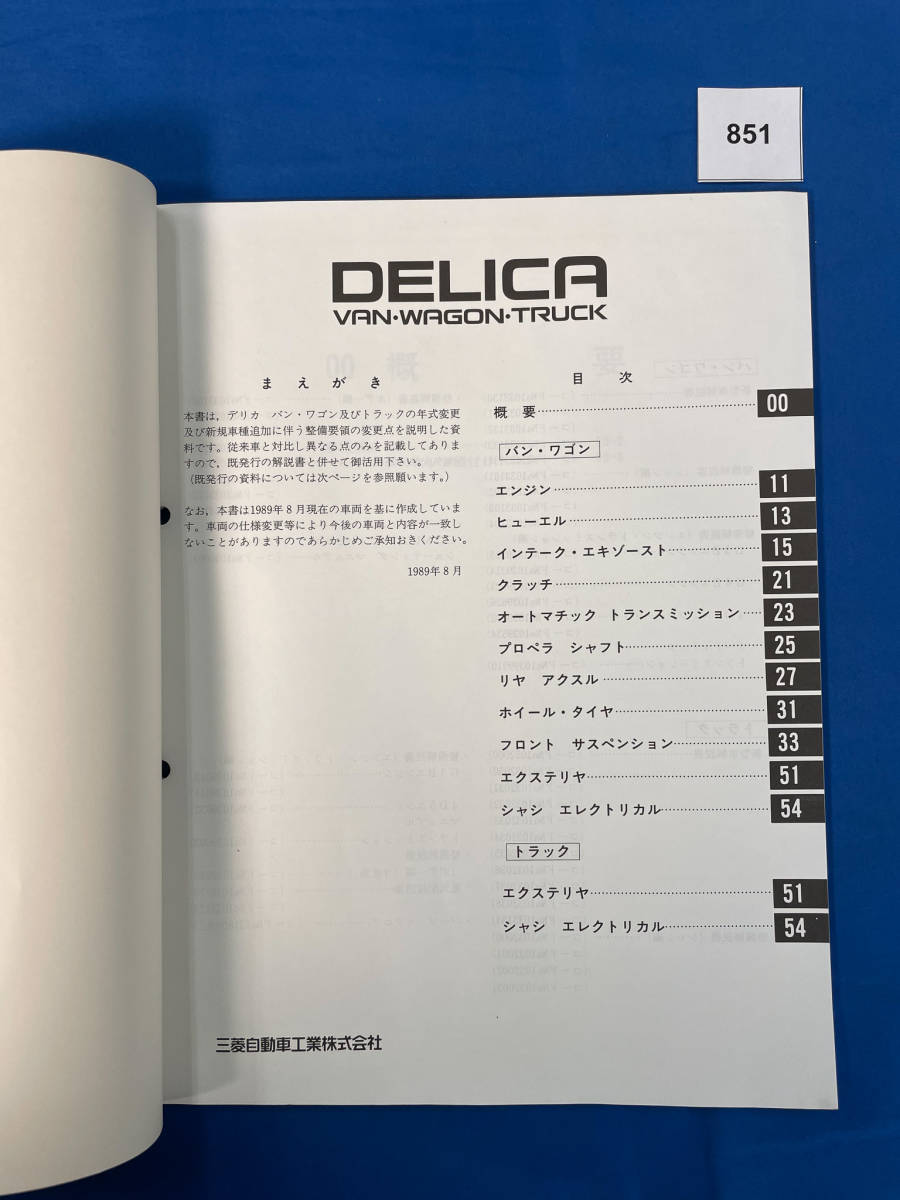 851
DELICA
VAN・WAGON・TRUCK
まえがき
本書は，デリカ　バン・ワゴン及びトラックの年式変更
及び新規車種追加に伴う整備要領の変更点を説明した資
料です。従来車と対比し異なる点のみを記載してありま
すので，既発行の解説書と併せて御活用下さい。
（既発行の資料については次ページを参照願います。）
なお，本書は1989年８月現在の車両を基に作成していま
す。車両の仕様変更等により今後の車両と内容が一致し
ないことがありますのであらかじめご承知おきください。
1989年８月
目　次
概　要 00
バン・ワゴン
エンジン 11
ヒューエル 13
インテーク・エキゾースト 15
クラッチ 21
オートマチック　トランスミッション 23
プロペラ　シャフト 25
リヤ　アクスル 27
ホイール・タイヤ 31
フロント　サスペンション 33
エクステリヤ 51
シャシ　エレクトリカル 54
トラック
エクステリヤ 51
シャシ　エレクトリカル 54
三菱自動車工業株式会社